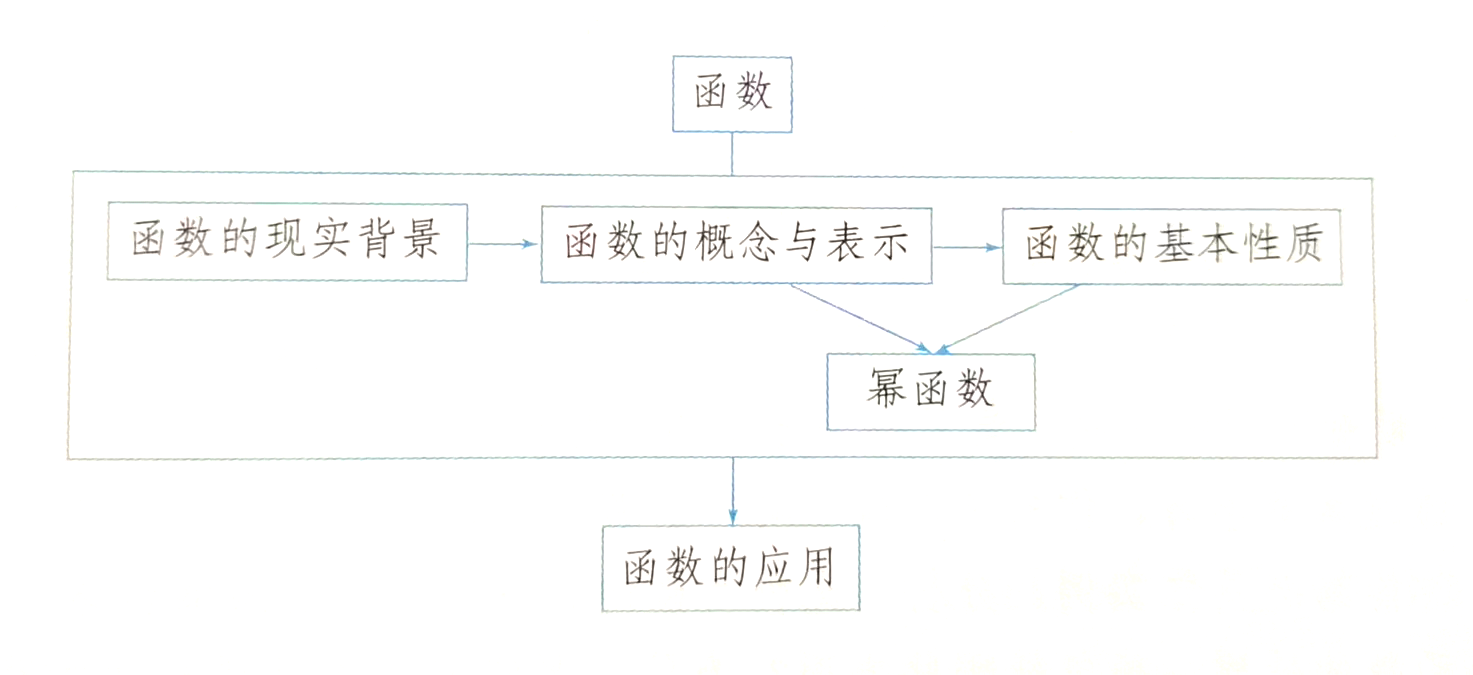 函数
函数的现实背景
函数的概念与表示
函数的基本性质
幂函数
函数的应用